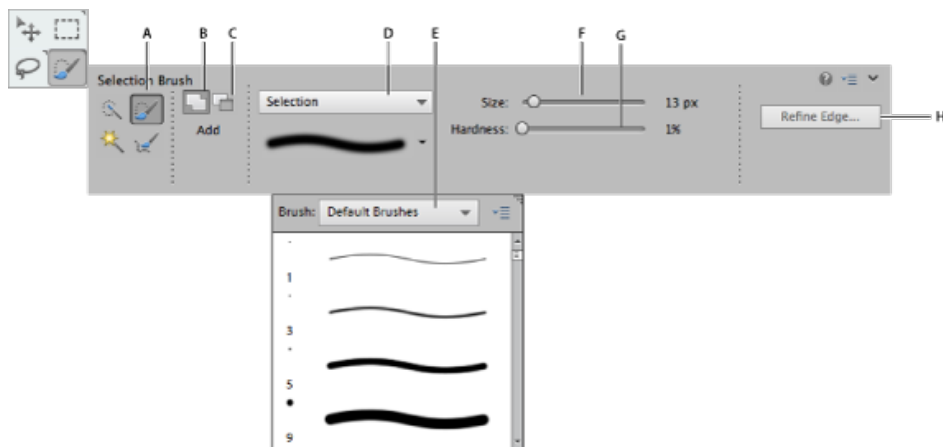 A B C D E F G
Selection Brush
Selection
Size: 13 px
Refine Edge...
H
Add
Hardness: 1%
Brush: Default Brushes
1
3
5
9